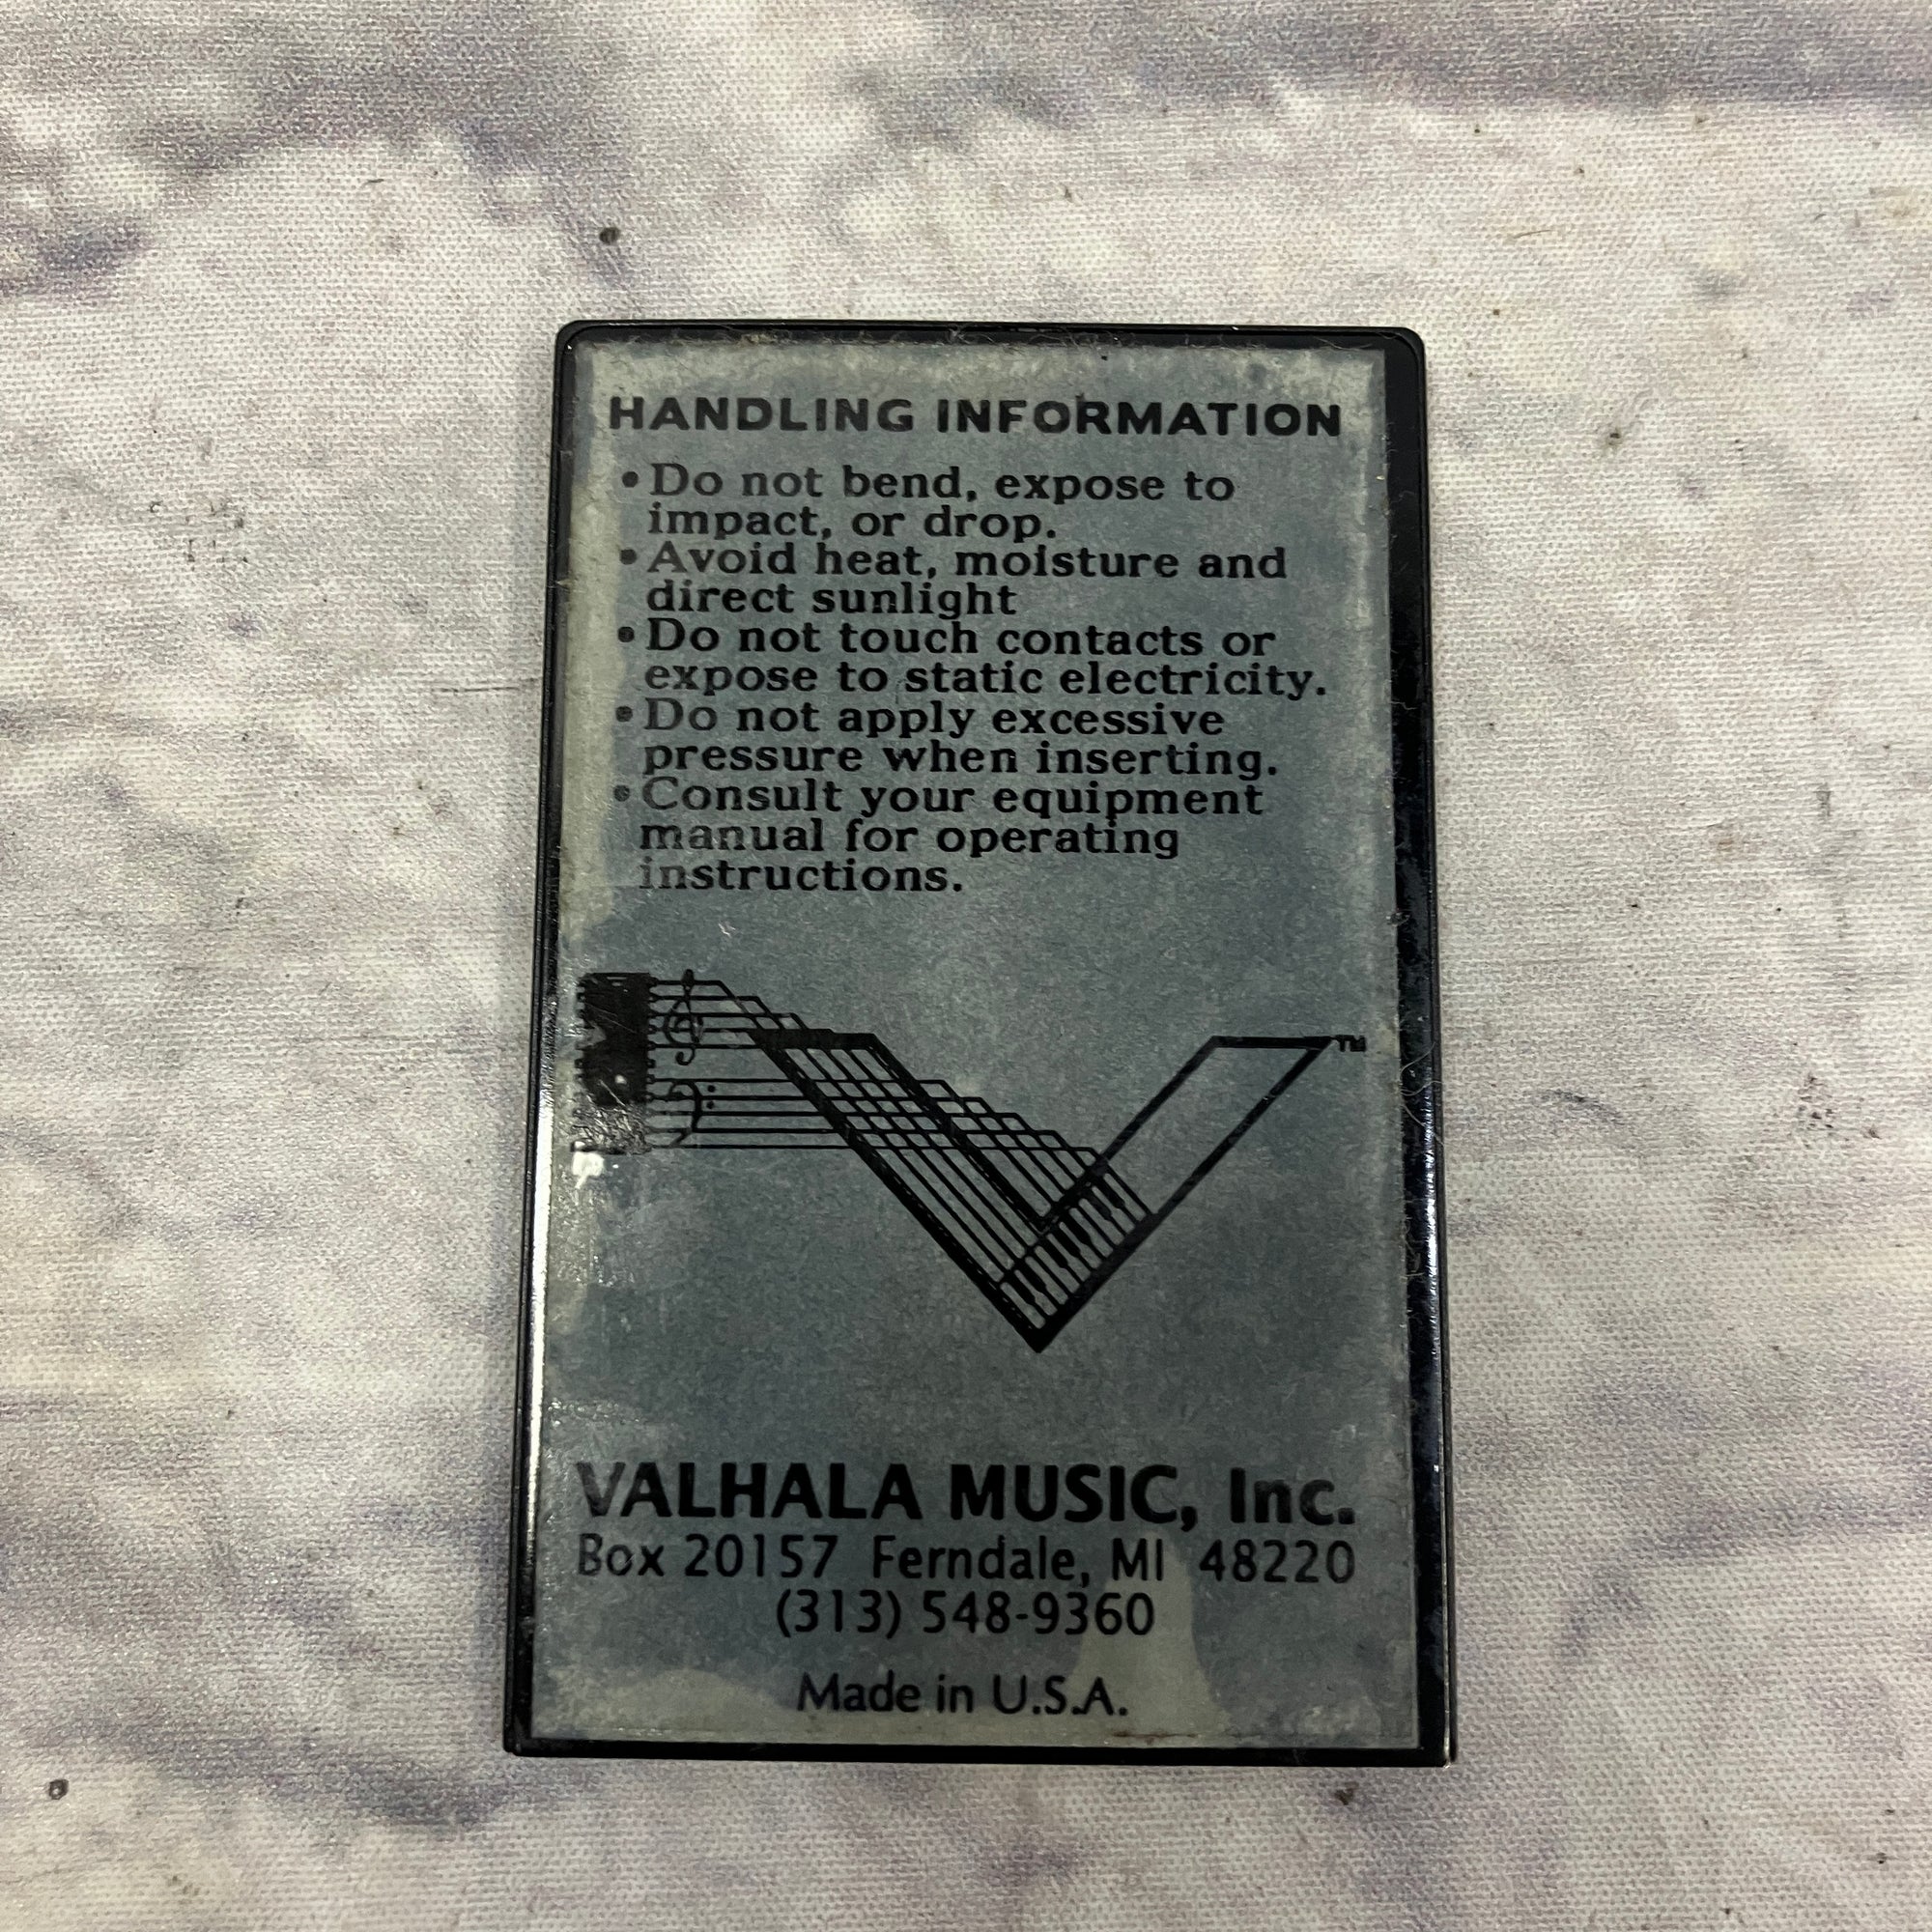 HANDLING INFORMATION
• Do not bend, expose to
impact, or drop.
• Avoid heat, moisture and
direct sunlight
• Do not touch contacts or
expose to static electricity.
• Do not apply excessive
pressure when inserting.
• Consult your equipment
manual for operating
instructions.
TM
VALHALA MUSIC, Inc.
Box 20157 Ferndale, MI 48220
(313) 548-9360
Made in U.S.A.